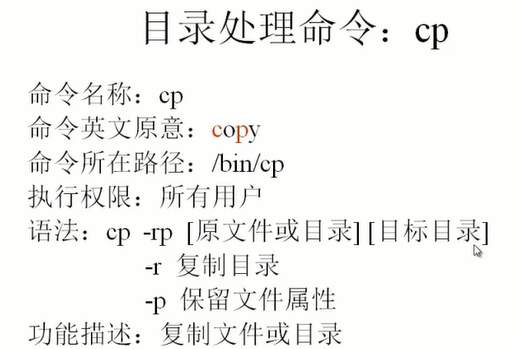 目录处理命令：cp
命令名称：cp
命令英文原意：copy
命令所在路径：/bin/cp
执行权限：所有用户
语法：cp -rp [原文件或目录] [目标目录]
-r 复制目录
-p 保留文件属性
功能描述：复制文件或目录